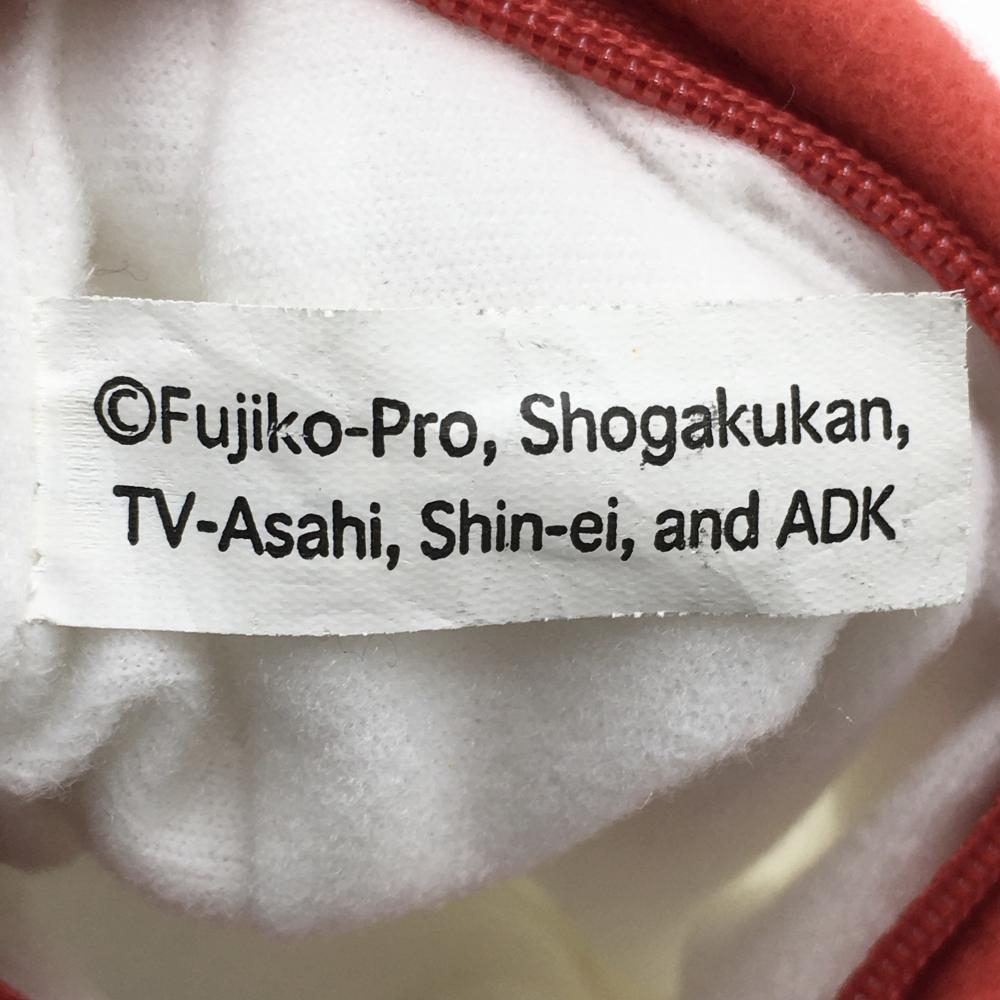 ©Fujiko-Pro, Shogakukan,
TV-Asahi, Shin-ei, and ADK